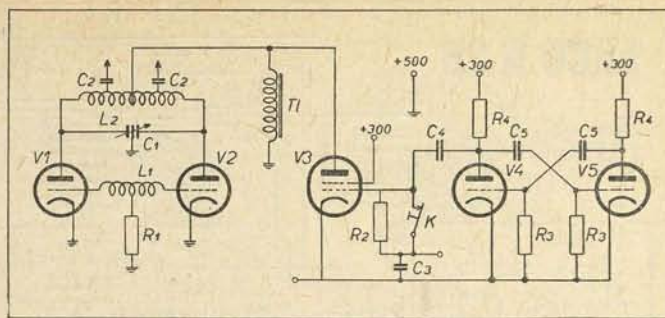 C2 C2 +500 +300 +300
L2 Tl +300 R4 R4
C1 C4 C5 C5
V1 V2 V3 V4 V5
L1 R2 K R3 R3
R1 C3